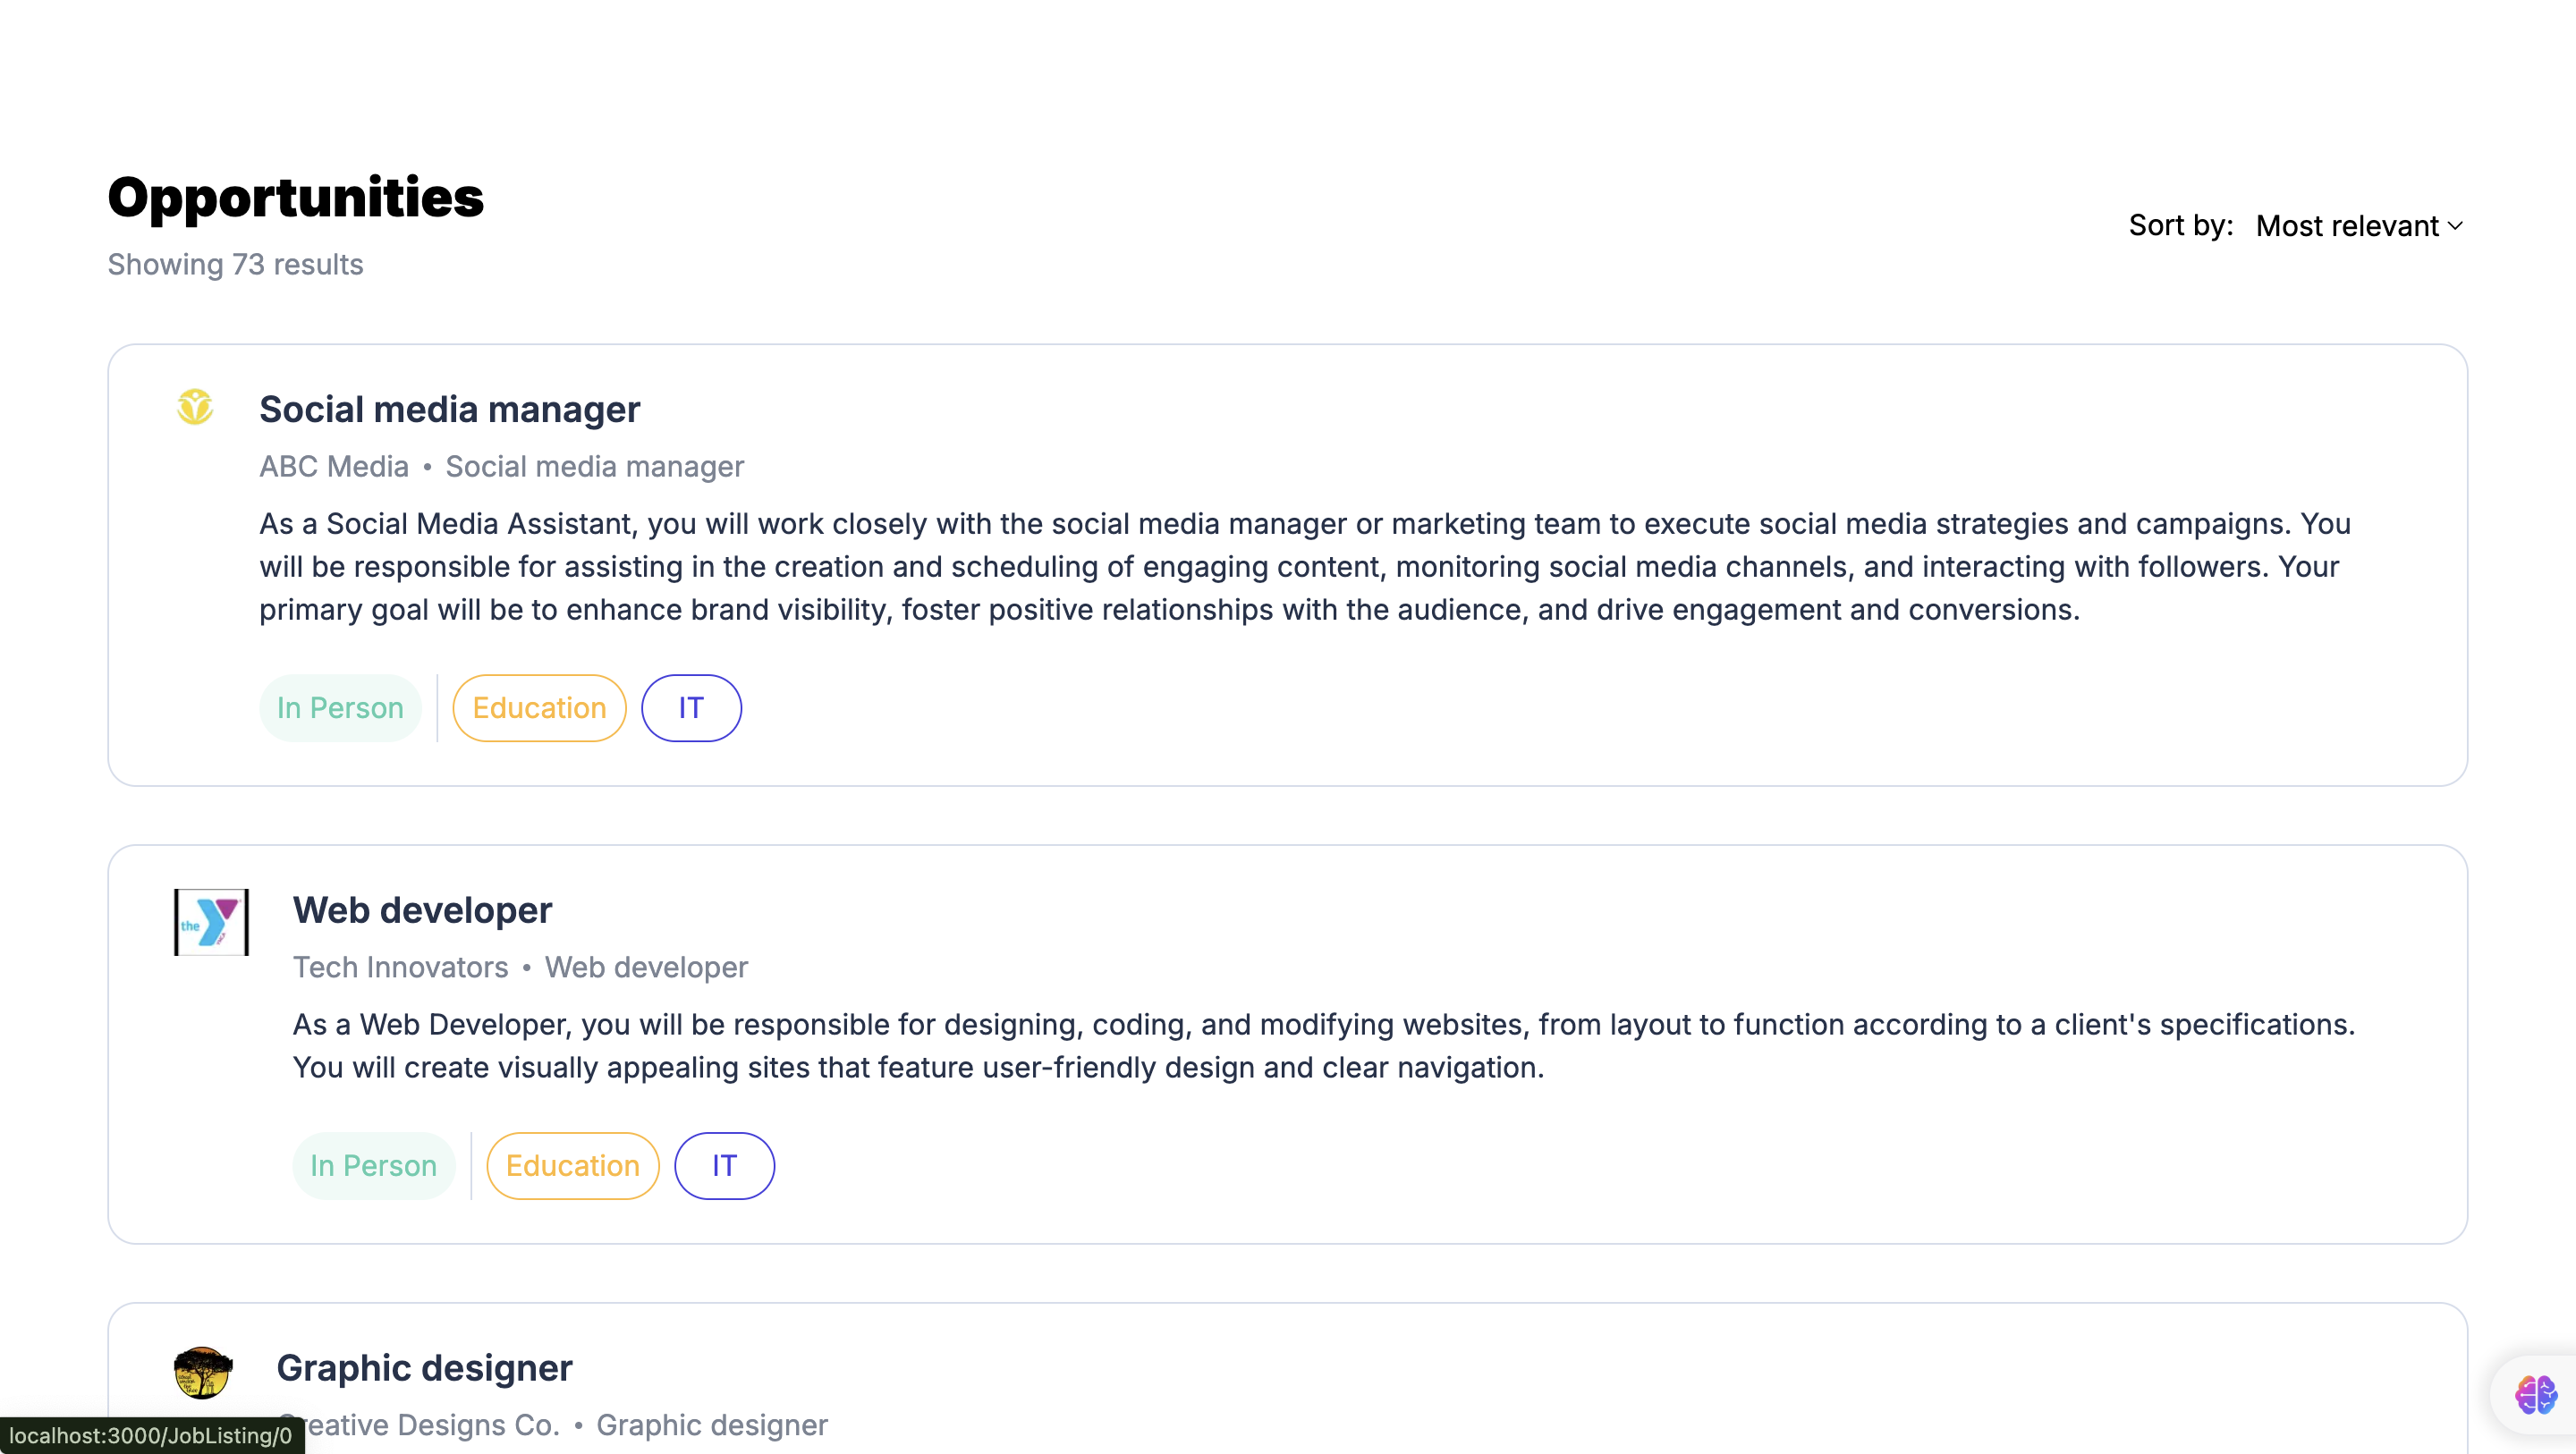 Opportunities
Showing 73 results
Sort by: Most relevant
Social media manager
ABC Media • Social media manager
As a Social Media Assistant, you will work closely with the social media manager or marketing team to execute social media strategies and campaigns. You
will be responsible for assisting in the creation and scheduling of engaging content, monitoring social media channels, and interacting with followers. Your
primary goal will be to enhance brand visibility, foster positive relationships with the audience, and drive engagement and conversions.
In Person
Education
IT
the
Web developer
Tech Innovators • Web developer
As a Web Developer, you will be responsible for designing, coding, and modifying websites, from layout to function according to a client's specifications.
You will create visually appealing sites that feature user-friendly design and clear navigation.
In Person
Education
IT
Graphic designer
reative Designs Co. • Graphic designer
localhost:3000/JobListing/0